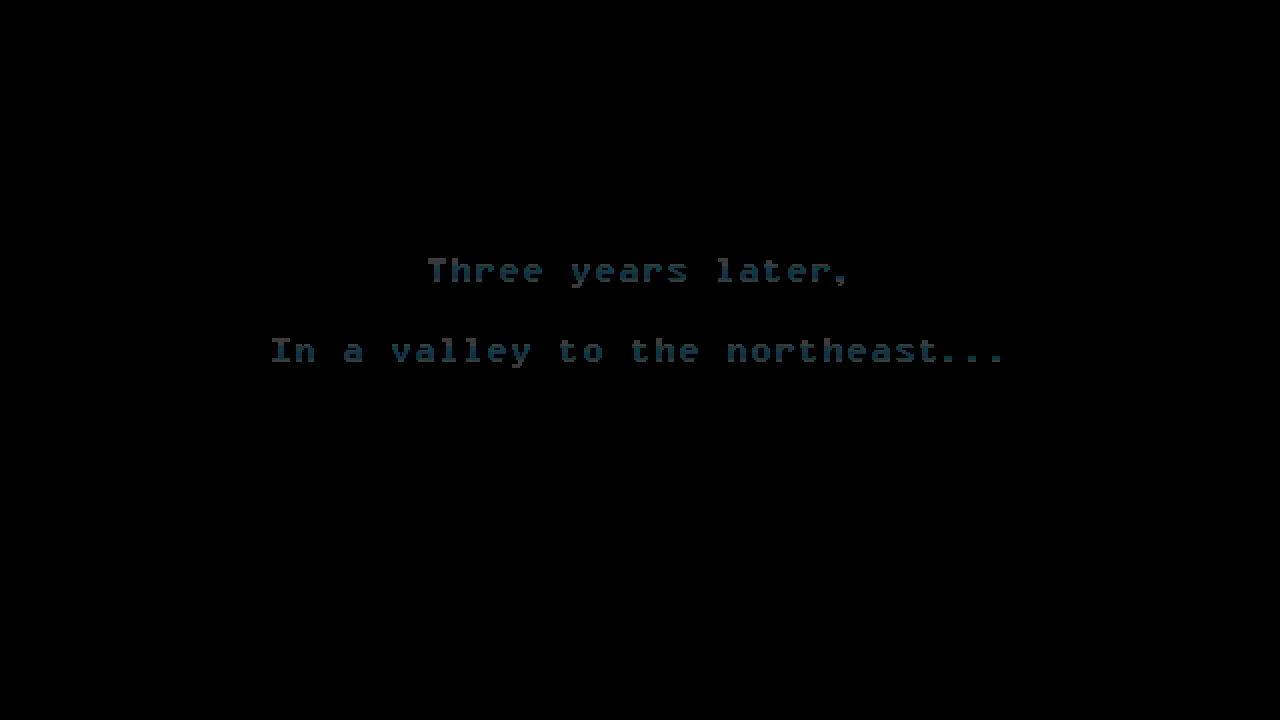 Three years later,
In a valley to the northeast...